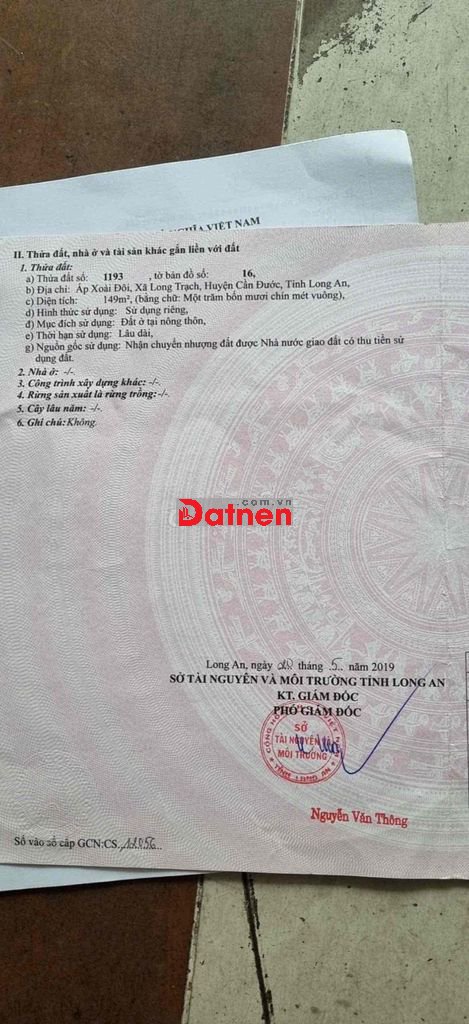 NGHĨA VIỆT NAM
II. Thửa đất, nhà ở và tài sản khác gắn liền với đất
1. Thửa đất:
a) Thửa đất số: 1193 , tờ bản đồ số: 16,
b) Địa chỉ: Ấp Xoài Đôi, Xã Long Trạch, Huyện Cần Đước, Tỉnh Long An,
c) Diện tích: 149m², (bằng chữ: Một trăm bốn mươi chín mét vuông),
d) Hình thức sử dụng: Sử dụng riêng,
đ) Mục đích sử dụng: Đất ở tại nông thôn,
e) Thời hạn sử dụng: Lâu dài,
g) Nguồn gốc sử dụng: Nhận chuyển nhượng đất được Nhà nước giao đất có thu tiền sử
dụng đất.
2. Nhà ở: -/-
3. Công trình xây dựng khác: -/-
4. Rừng sản xuất là rừng trồng: -/-
5. Cây lâu năm: -/-
6. Ghi chú: Không.
.com.vn
Datnen
Long An, ngày tháng 5 năm 2019
SỞ TÀI NGUYÊN VÀ MÔI TRƯỜNG TỈNH LONG AN
KT. GIÁM ĐỐC
PHÓ GIÁM ĐỐC
SỞ
TÀI NGUYÊN
MÔI TRƯỜNG
TỈNH LONG AN
Nguyễn Văn Thông
Số vào sổ cấp GCN:CS.